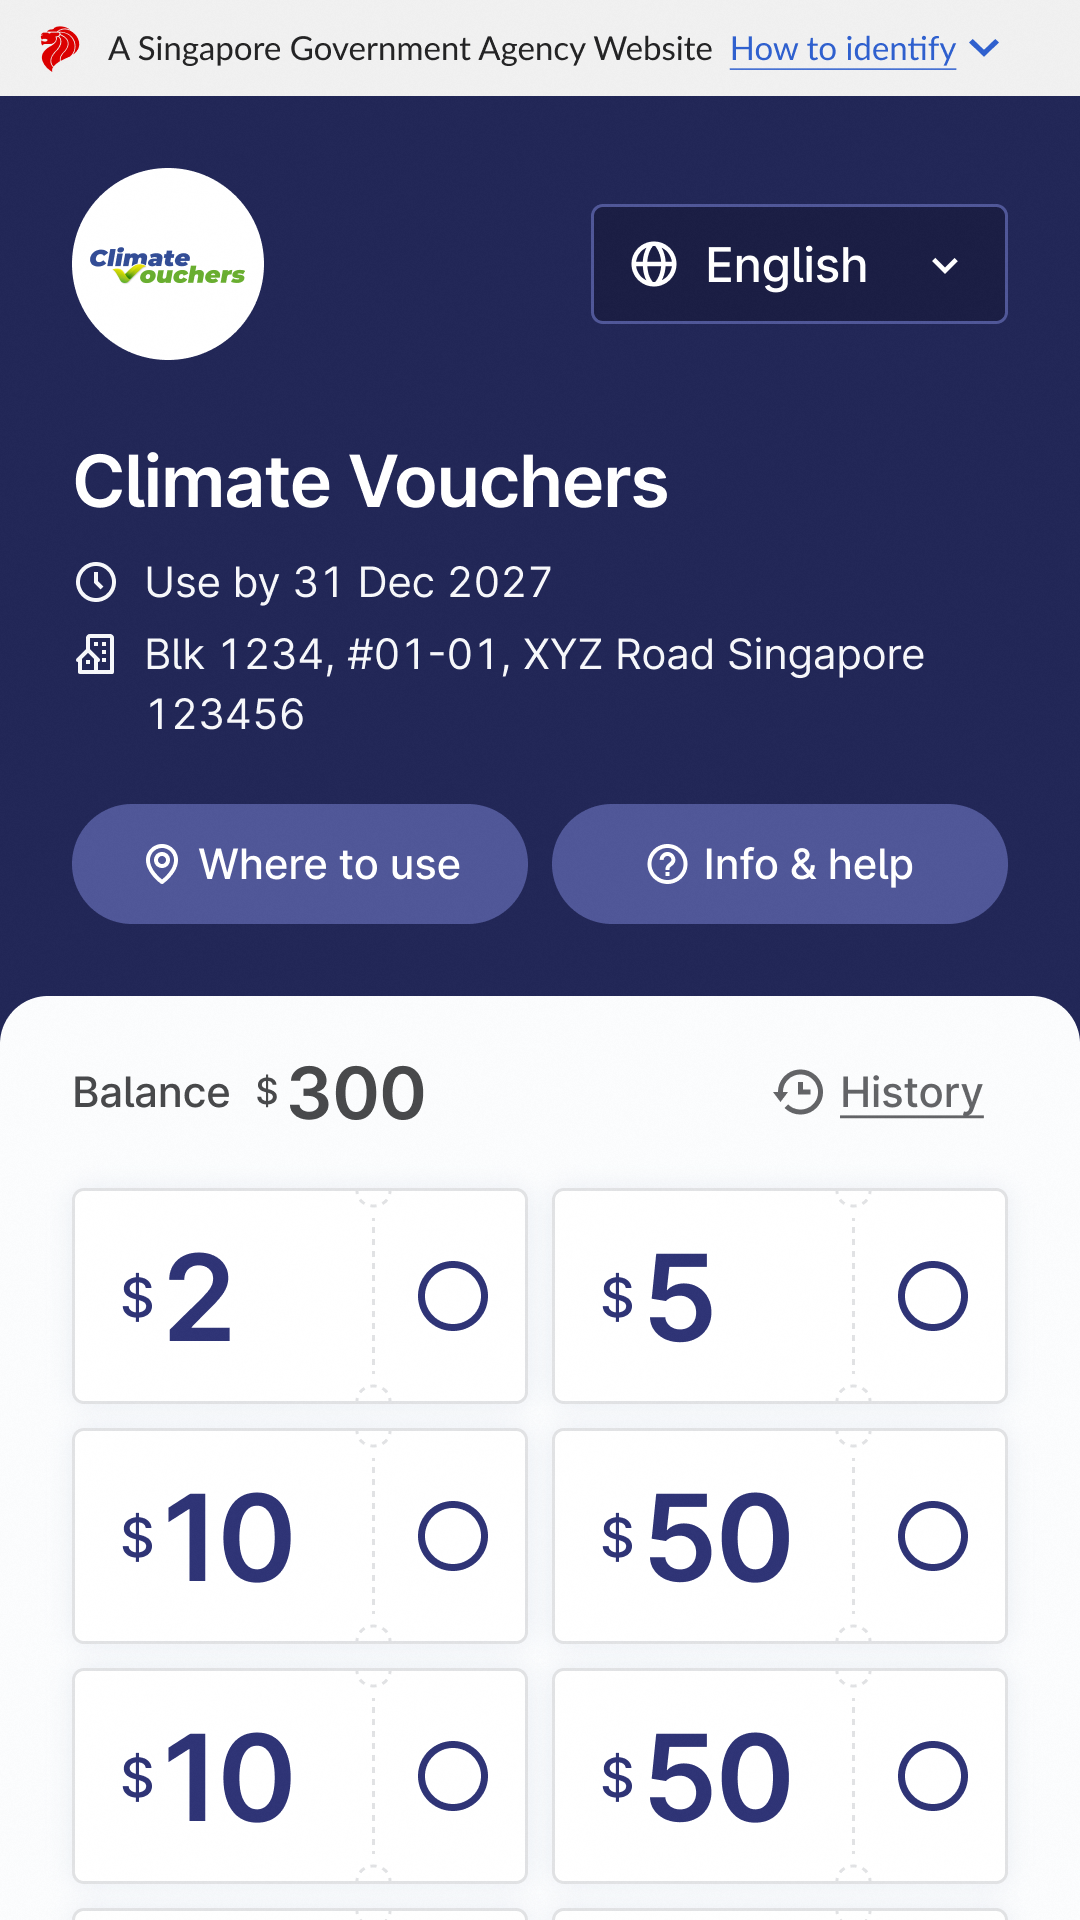 A Singapore Government Agency Website How to identify
Climate
Vouchers
English
Climate Vouchers
Use by 31 Dec 2027
Blk 1234, #01-01, XYZ Road Singapore
123456
Where to use
Info & help
Balance $300
History
$2
$5
$10
$50
$10
$50